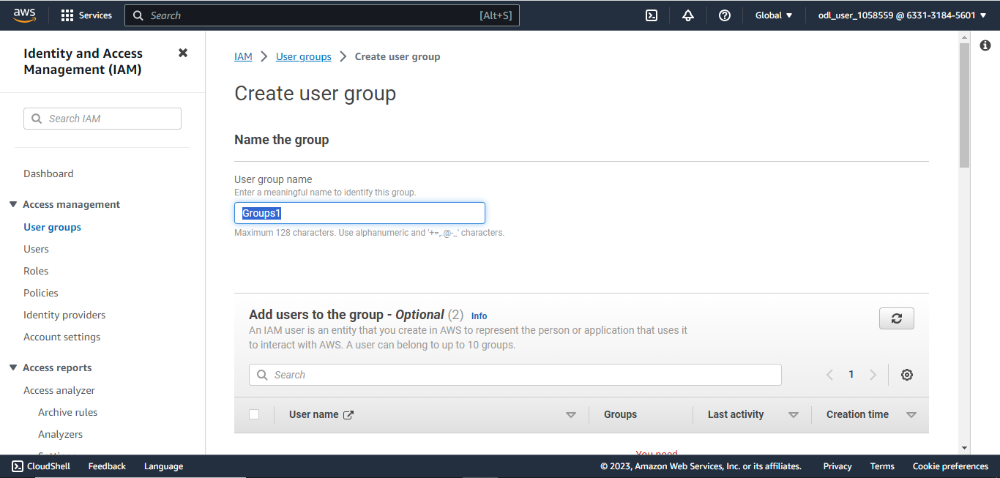 aws
Services
Search
[Alt+S]
Global
odl_user_1058559 @ 6331-3184-5601
Identity and Access
Management (IAM)
Search IAM
Dashboard
Access management
User groups
Users
Roles
Policies
Identity providers
Account settings
Access reports
Access analyzer
Archive rules
Analyzers
Settings
IAM
User groups
Create user group
Create user group
Name the group
User group name
Enter a meaningful name to identify this group.
Groups1
Maximum 128 characters. Use alphanumeric and '+=,.@-_' characters.
Add users to the group - Optional (2) Info
An IAM user is an entity that you create in AWS to represent the person or application that uses it
to interact with AWS. A user can belong to up to 10 groups.
Search
1
User name
Groups
Last activity
Creation time
You need
CloudShell
Feedback
Language
© 2023, Amazon Web Services, Inc. or its affiliates.
Privacy
Terms
Cookie preferences